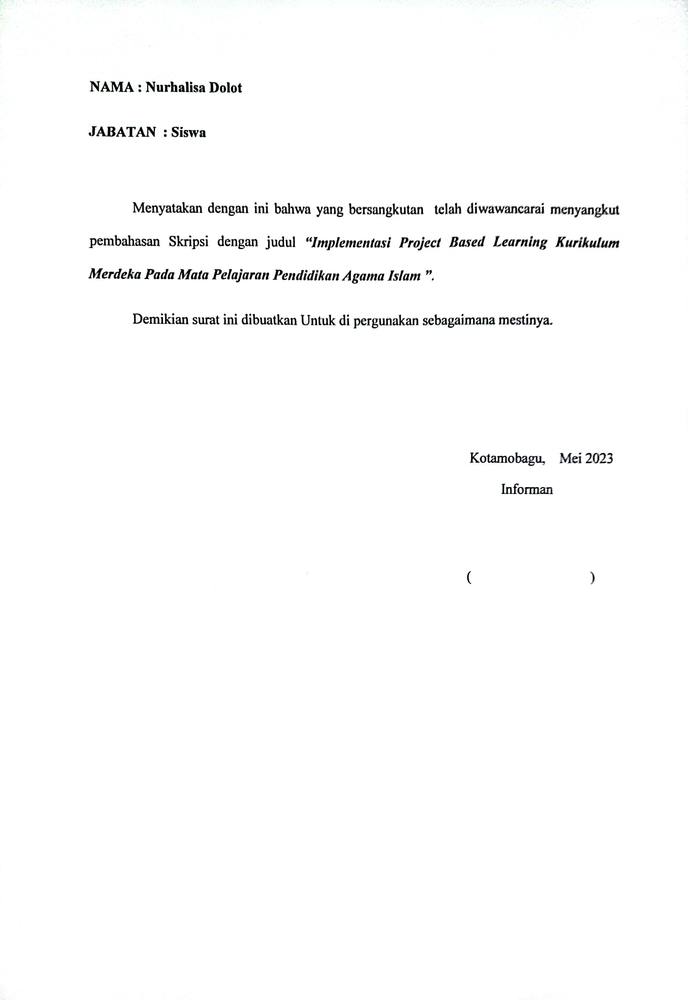 NAMA : Nurhalisa Dolot
JABATAN : Siswa
Menyatakan dengan ini bahwa yang bersangkutan telah diwawancarai menyangkut
pembahasan Skripsi dengan judul “Implementasi Project Based Learning Kurikulum
Merdeka Pada Mata Pelajaran Pendidikan Agama Islam ”.
Demikian surat ini dibuatkan Untuk di pergunakan sebagaimana mestinya.
Kotamobagu, Mei 2023
Informan
( )